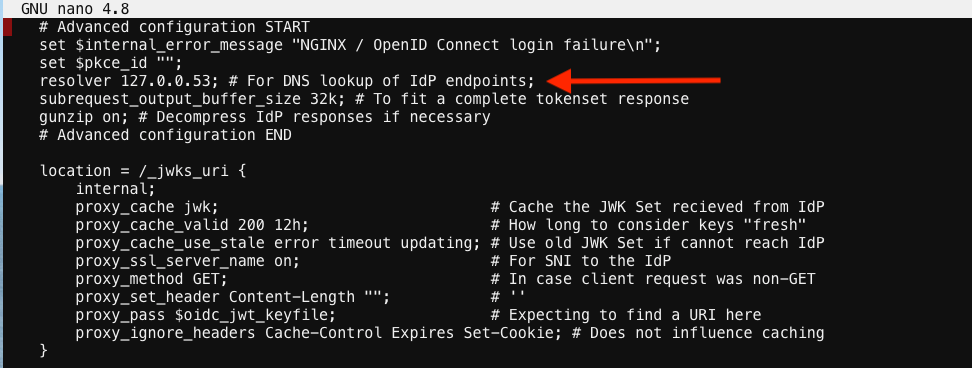 GNU nano 4.8
# Advanced configuration START
set $internal_error_message "NGINX / OpenID Connect login failure\n";
set $pkce_id "";
resolver 127.0.0.53; # For DNS lookup of IdP endpoints;
subrequest_output_buffer_size 32k; # To fit a complete tokenset response
gunzip on; # Decompress IdP responses if necessary
# Advanced configuration END
location = /_jwks_uri {
internal;
proxy_cache jwk; # Cache the JWK Set recieved from IdP
proxy_cache_valid 200 12h; # How long to consider keys "fresh"
proxy_cache_use_stale error timeout updating; # Use old JWK Set if cannot reach IdP
proxy_ssl_server_name on; # For SNI to the IdP
proxy_method GET; # In case client request was non-GET
proxy_set_header Content-Length ""; # ''
proxy_pass $oidc_jwt_keyfile; # Expecting to find a URI here
proxy_ignore_headers Cache-Control Expires Set-Cookie; # Does not influence caching
}